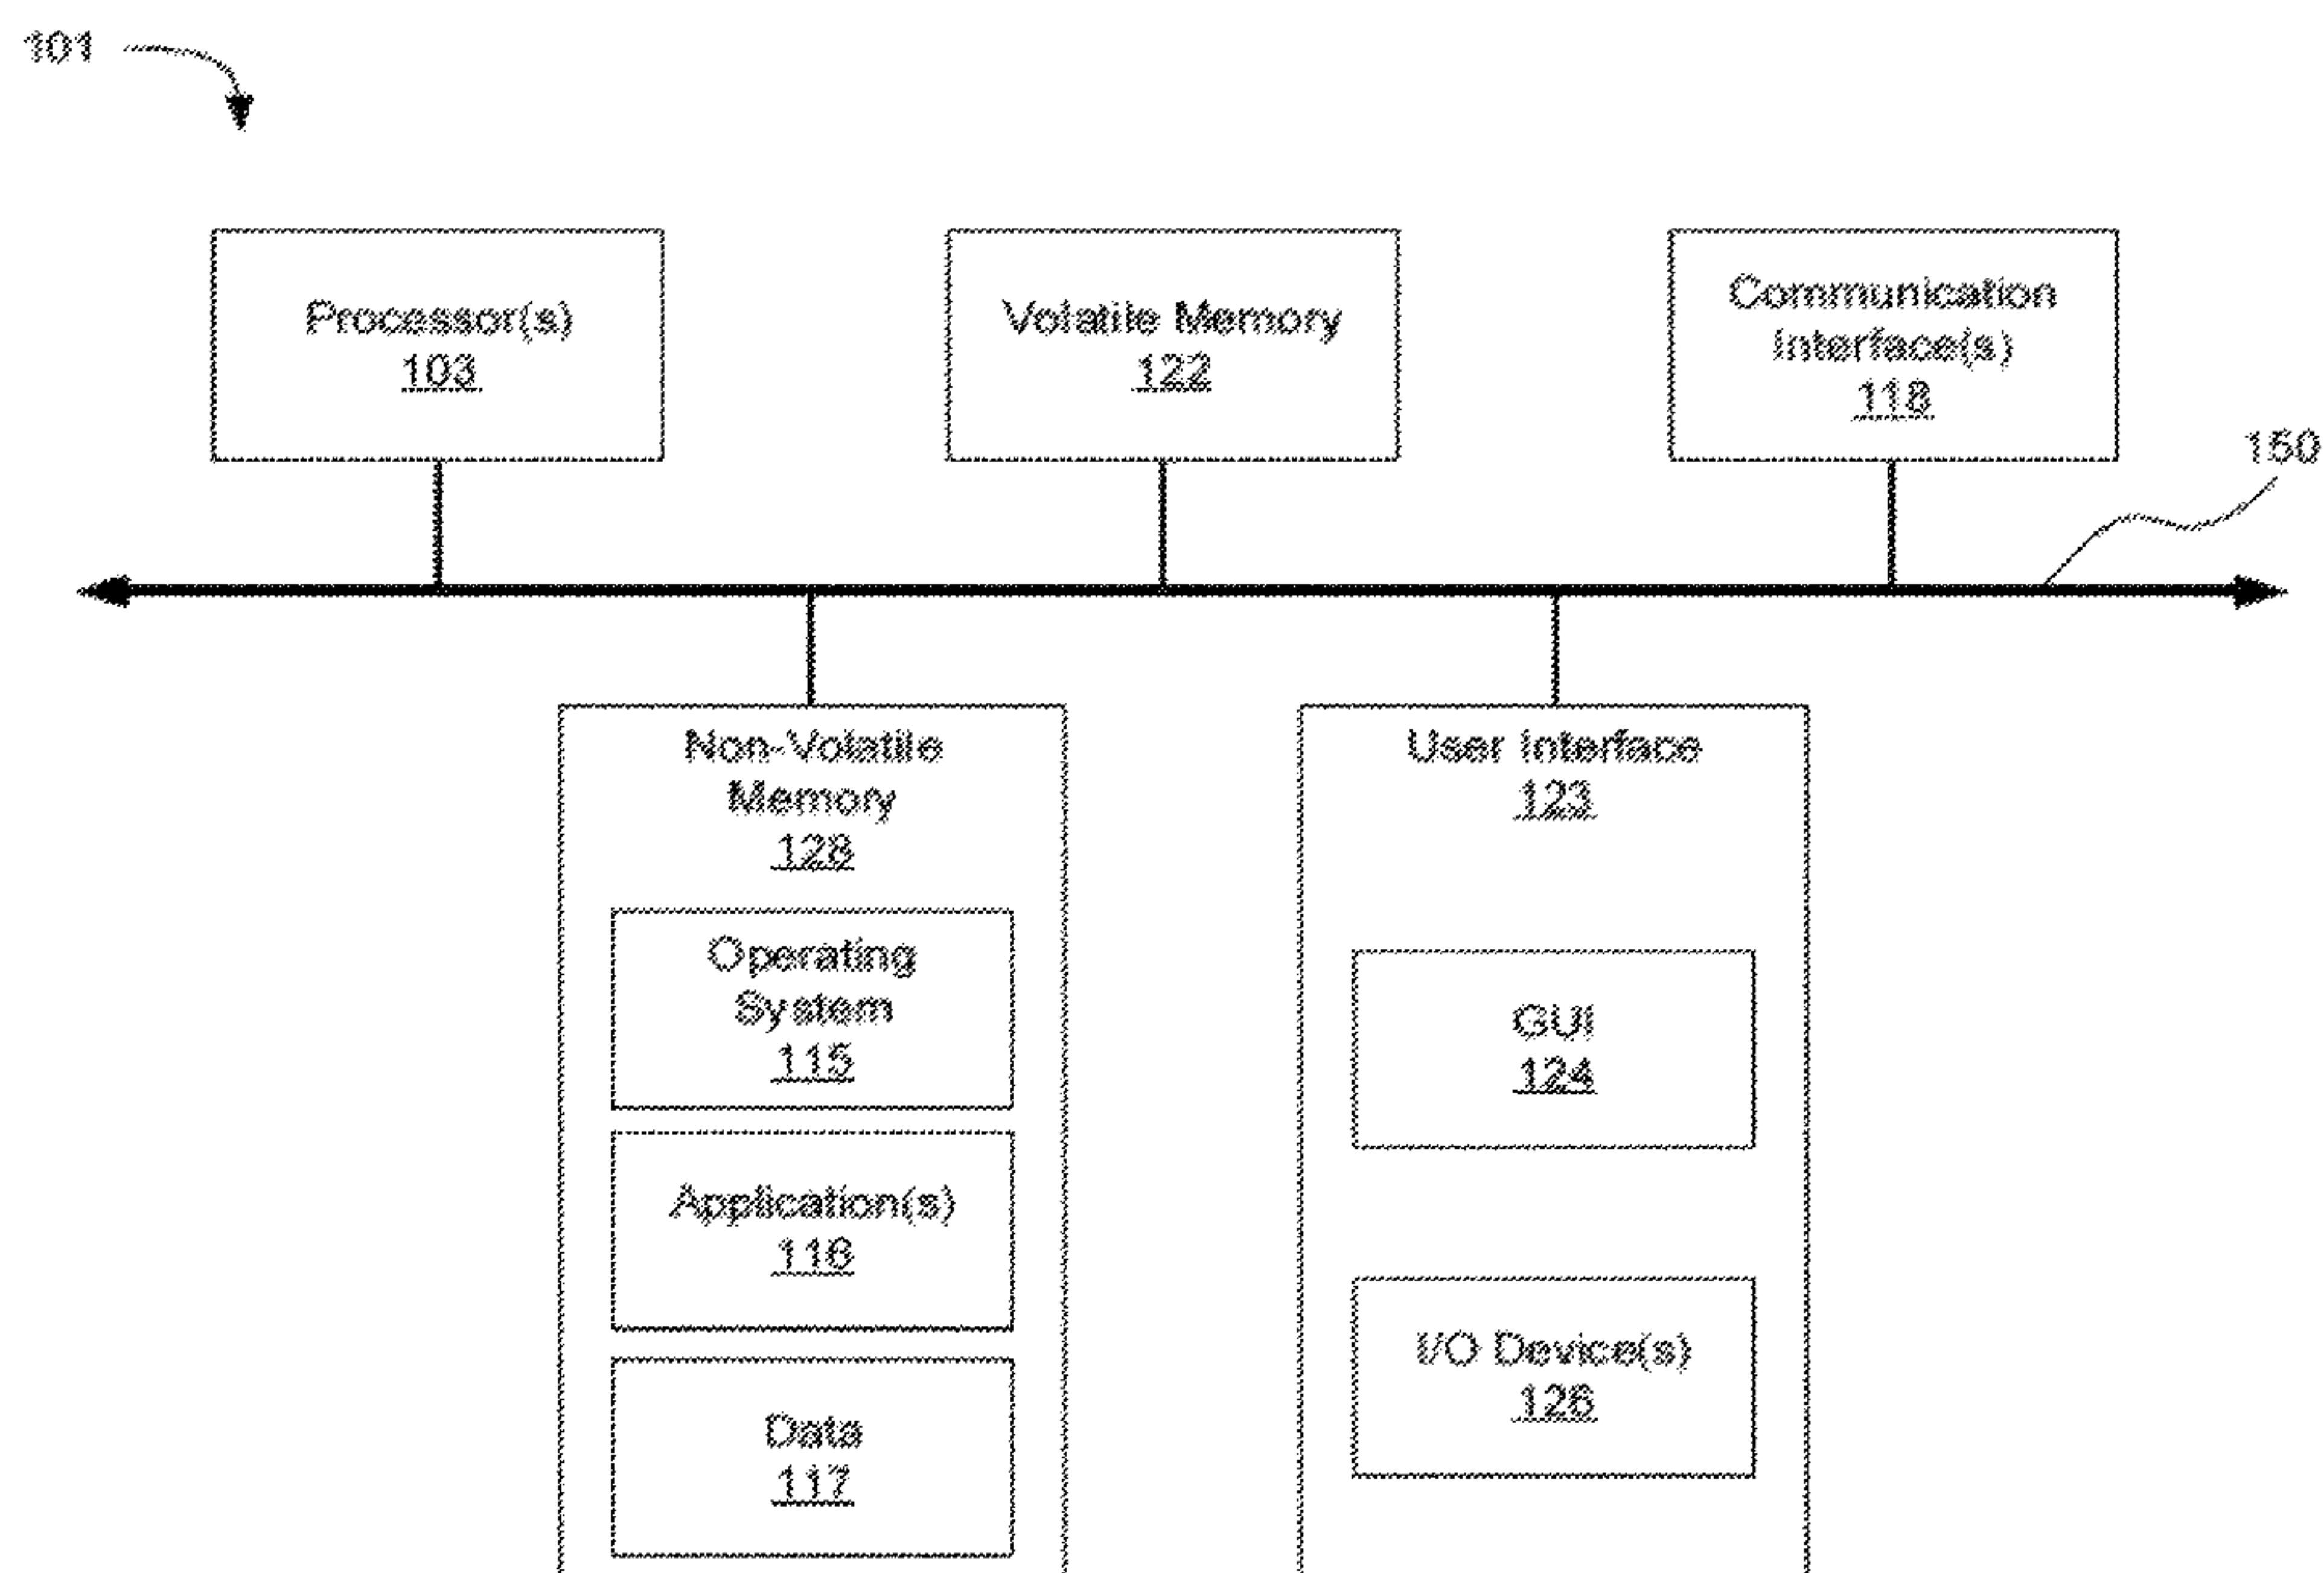 101
Processor(s)
103
Volatile Memory
122
Communication
Interface(s)
118
150
Non-Volatile
Memory
128
Operating
System
115
Application(s)
116
Data
117
User Interface
123
GUI
124
I/O Device(s)
126